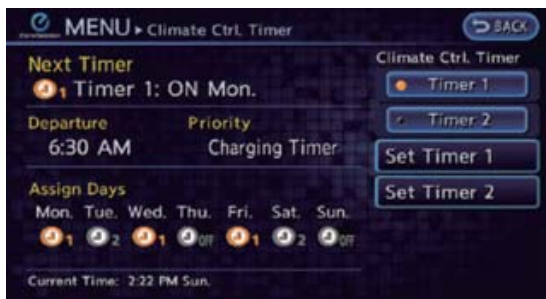 MENU ▸ Climate Ctrl. Timer
BACK
Next Timer
1 Timer 1: ON Mon.
Departure Priority
6:30 AM Charging Timer
Assign Days
Mon. Tue. Wed. Thu. Fri. Sat. Sun.
1 2 1 OFF 1 2 OFF
Current Time: 2:22 PM Sun.
Climate Ctrl. Timer
Timer 1
Timer 2
Set Timer 1
Set Timer 2